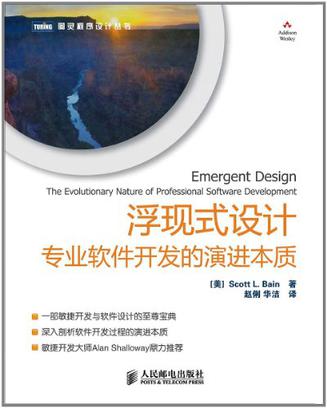 TURING
图灵程序设计丛书
Addison
Wesley
Emergent Design
The Evolutionary Nature of Professional Software Development
浮现式设计
专业软件开发的演进本质
[美] Scott L. Bain 著
赵俐 华洁 译
一部敏捷开发与软件设计的至尊宝典
深入剖析软件开发过程的演进本质
敏捷开发大师Alan Shalloway鼎力推荐
人民邮电出版社
POSTS & TELECOM PRESS